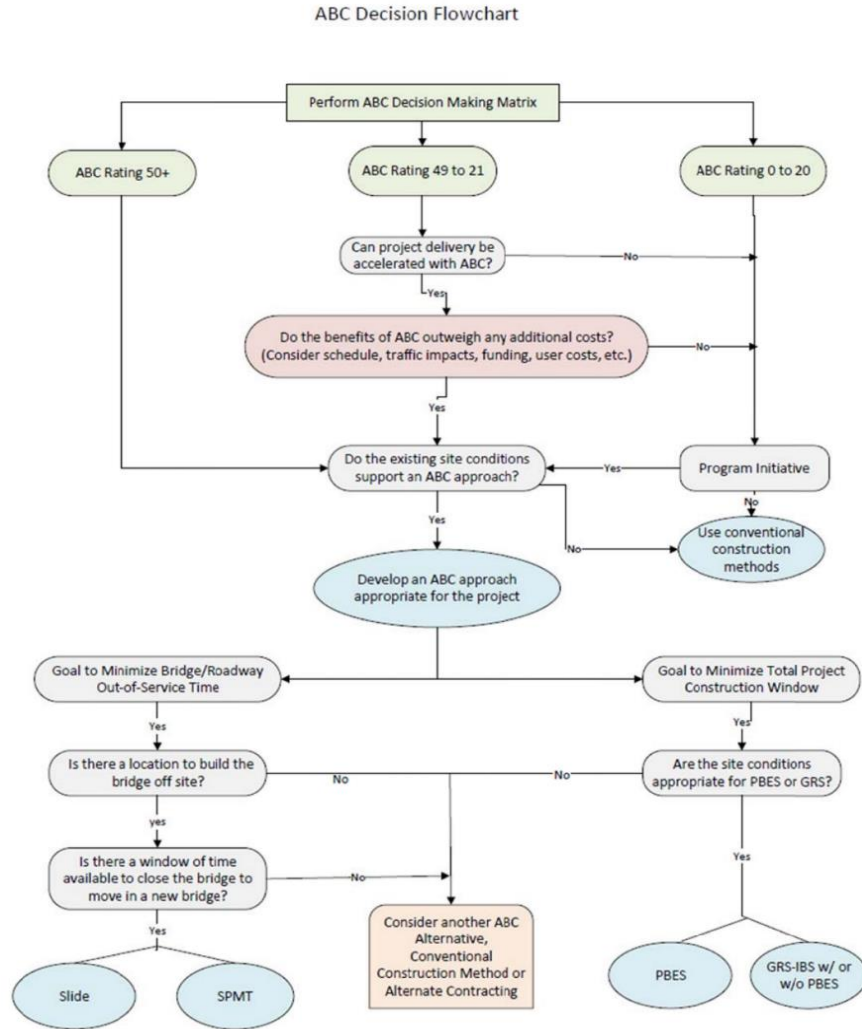 ABC Decision Flowchart
Perform ABC Decision Making Matrix
ABC Rating 50+
ABC Rating 49 to 21
ABC Rating 0 to 20
Can project delivery be
accelerated with ABC?
No
Yes
Do the benefits of ABC outweigh any additional costs?
(Consider schedule, traffic impacts, funding, user costs, etc.)
No
Yes
Do the existing site conditions
support an ABC approach?
Yes
Program Initiative
Yes
No
No
Use conventional
construction
methods
Develop an ABC approach
appropriate for the project
Goal to Minimize Bridge/Roadway
Out-of-Service Time
Goal to Minimize Total Project
Construction Window
Yes
Yes
Is there a location to build the
bridge off site?
No
No
Are the site conditions
appropriate for PBES or GRS?
yes
Is there a window of time
available to close the bridge to
move in a new bridge?
No
Yes
Yes
Consider another ABC
Alternative,
Conventional
Construction Method or
Alternate Contracting
Slide
SPMT
PBES
GRS-IBS w/ or
w/o PBES